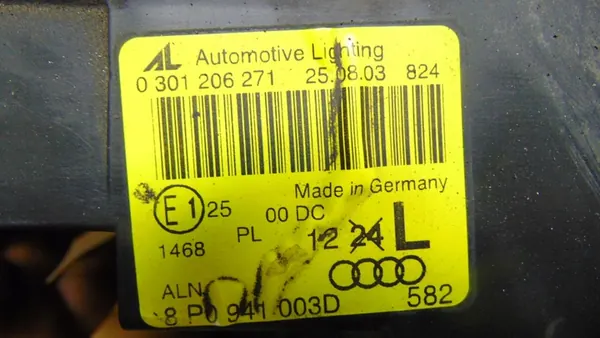 AL Automotive Lighting
0 301 206 271 25.08.03 824
Made in Germany
E1 25 00 DC
1468 PL 12 24 L
ALN
8 P0 941 003D 582